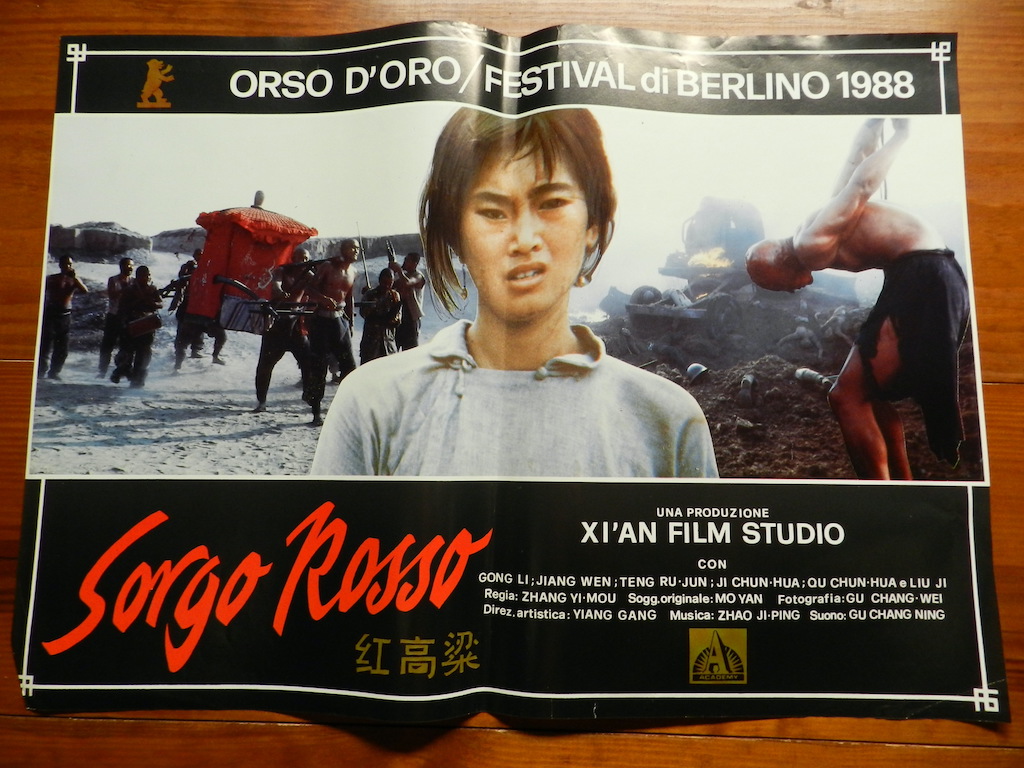 ORSO D'ORO/FESTIVAL di BERLINO 1988
Sorgo Rosso
红高粱
UNA PRODUZIONE
XI'AN FILM STUDIO
CON
GONG LI; JIANG WEN; TENG RU·JUN; JI CHUN·HUA; QU CHUN·HUA e LIU JI
Regia: ZHANG YI·MOU Sogg.originale: MO YAN Fotografia: GU CHANG·WEI
Direz. artistica: YIANG GANG Musica: ZHAO JI·PING Suono: GU CHANG NING
A
ACADEMY